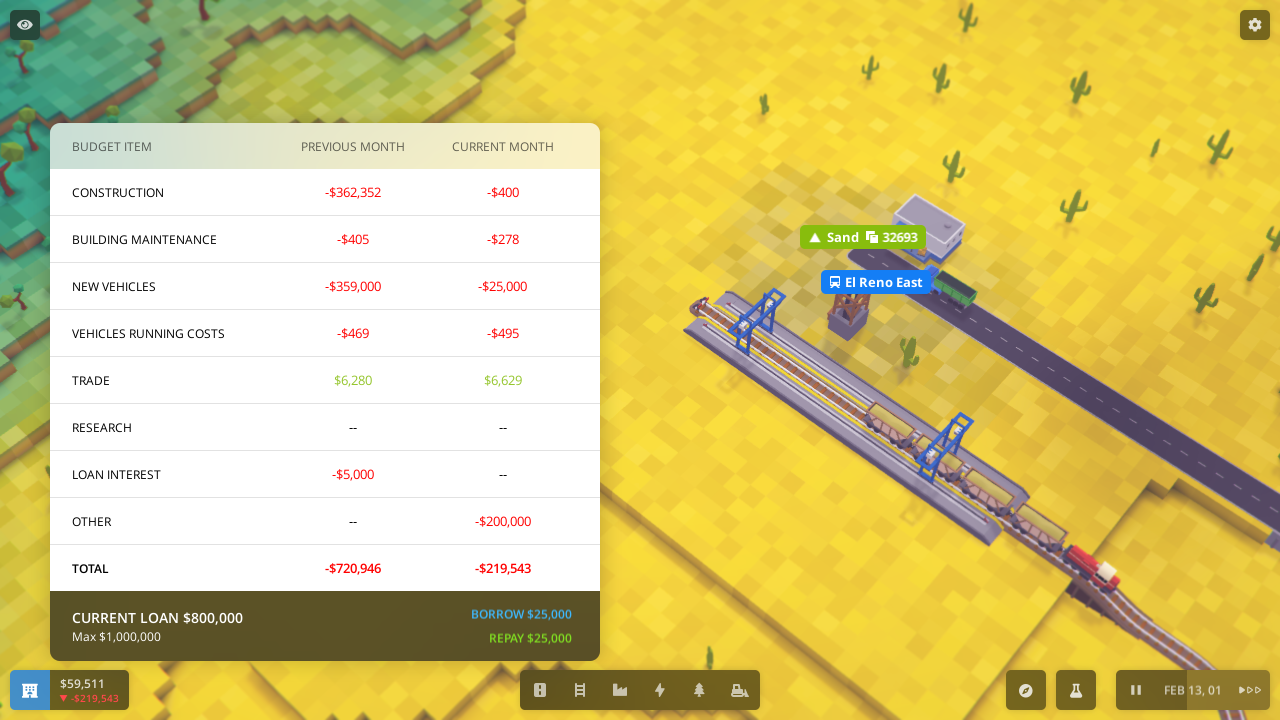 BUDGET ITEM PREVIOUS MONTH CURRENT MONTH
CONSTRUCTION -$362,352 -$400
BUILDING MAINTENANCE -$405 -$278
NEW VEHICLES -$359,000 -$25,000
VEHICLES RUNNING COSTS -$469 -$495
TRADE $6,280 $6,629
RESEARCH -- --
LOAN INTEREST -$5,000 --
OTHER -- -$200,000
TOTAL -$720,946 -$219,543
CURRENT LOAN $800,000
Max $1,000,000
BORROW $25,000
REPAY $25,000
Sand 32693
El Reno East
$59,511
-$219,543
FEB 13, 01